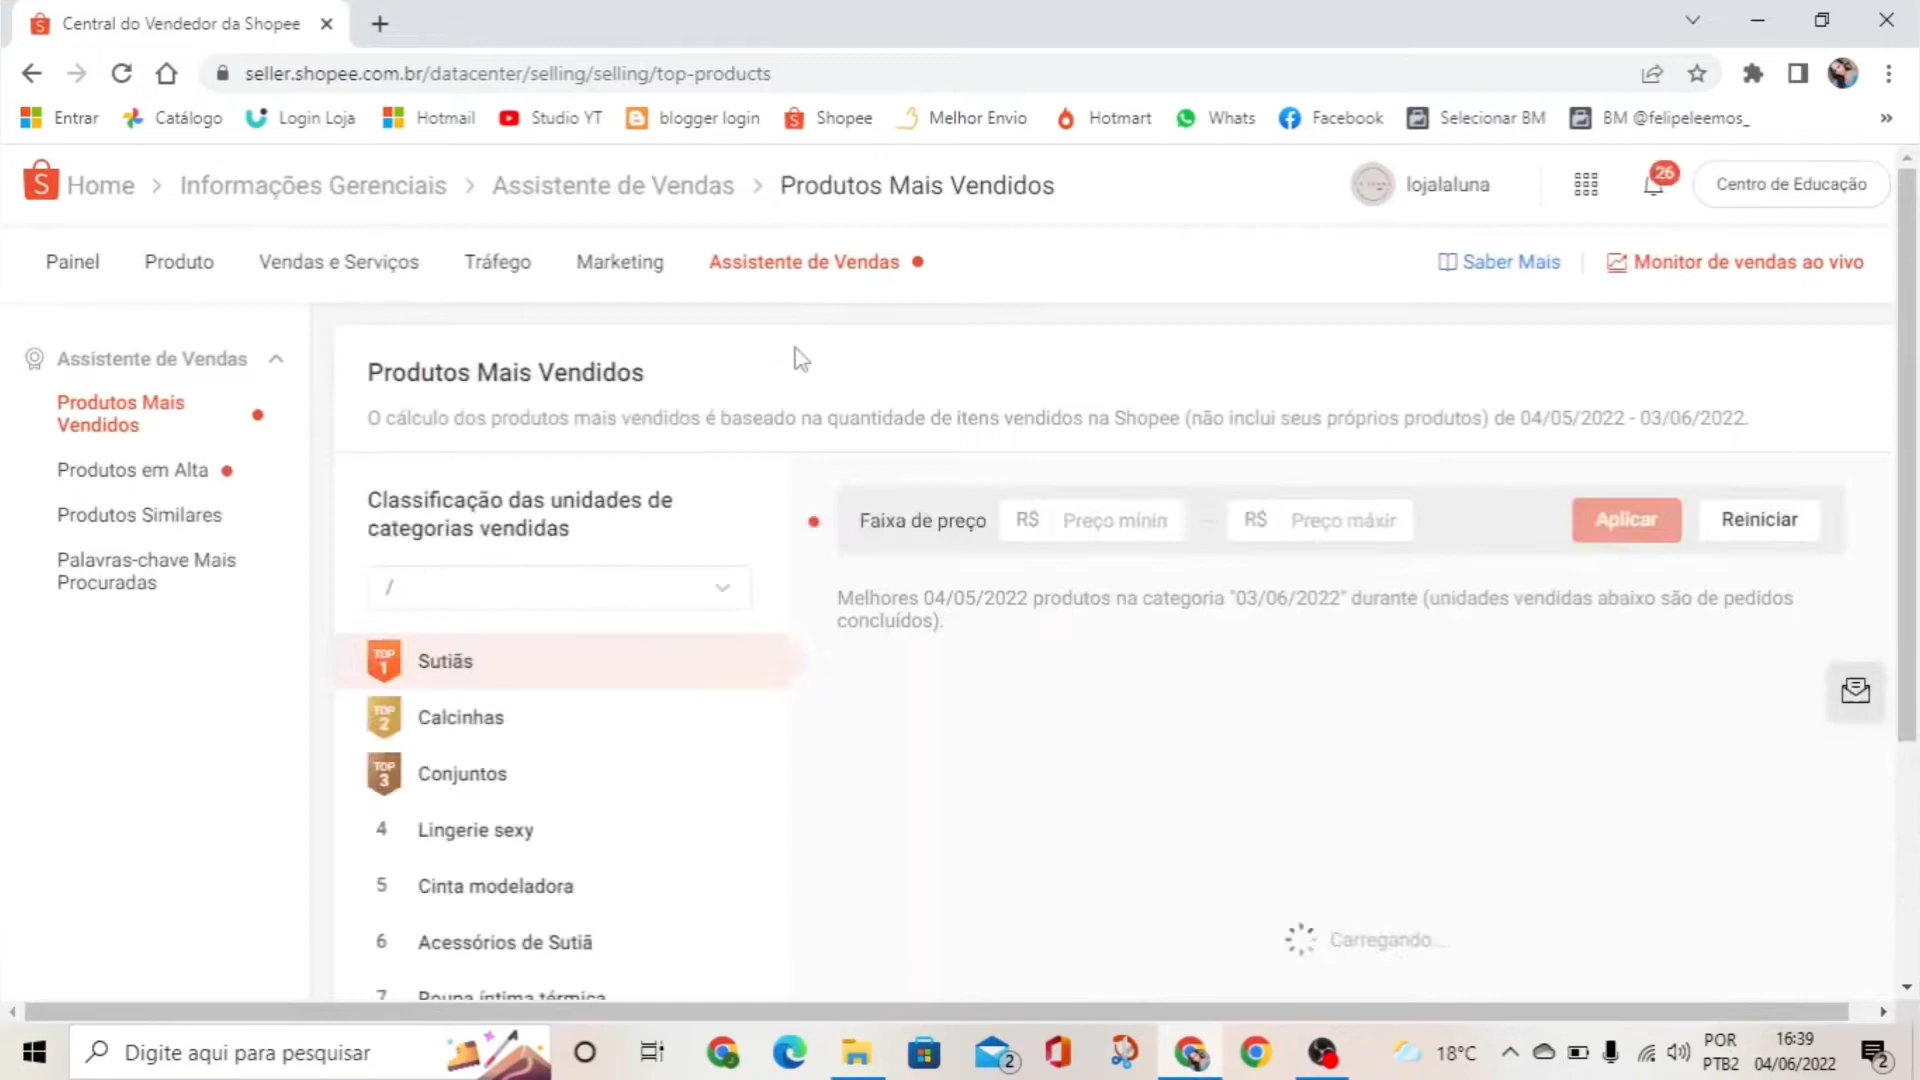 Central do Vendedor da Shopee
seller.shopee.com.br/datacenter/selling/selling/top-products
Entrar Catálogo Login Loja Hotmail Studio YT blogger login Shopee Melhor Envio Hotmart Whats Facebook Selecionar BM BM @felipeleemos_ »
Home > Informações Gerenciais > Assistente de Vendas > Produtos Mais Vendidos lojalaluna 26 Centro de Educação
Painel Produto Vendas e Serviços Tráfego Marketing Assistente de Vendas Saber Mais Monitor de vendas ao vivo
Assistente de Vendas
Produtos Mais
Vendidos
Produtos em Alta
Produtos Similares
Palavras-chave Mais
Procuradas
Produtos Mais Vendidos
O cálculo dos produtos mais vendidos é baseado na quantidade de itens vendidos na Shopee (não inclui seus próprios produtos) de 04/05/2022 - 03/06/2022.
Classificação das unidades de
categorias vendidas
/
TOP 1 Sutiãs
TOP 2 Calcinhas
TOP 3 Conjuntos
4 Lingerie sexy
5 Cinta modeladora
6 Acessórios de Sutiã
7 Roupa íntima térmica
Faixa de preço R$ Preço mínin — R$ Preço máxir Aplicar Reiniciar
Melhores 04/05/2022 produtos na categoria "03/06/2022" durante (unidades vendidas abaixo são de pedidos
concluídos).
Carregando...
Digite aqui para pesquisar 2 18°C POR 16:39
PTB2 04/06/2022 2